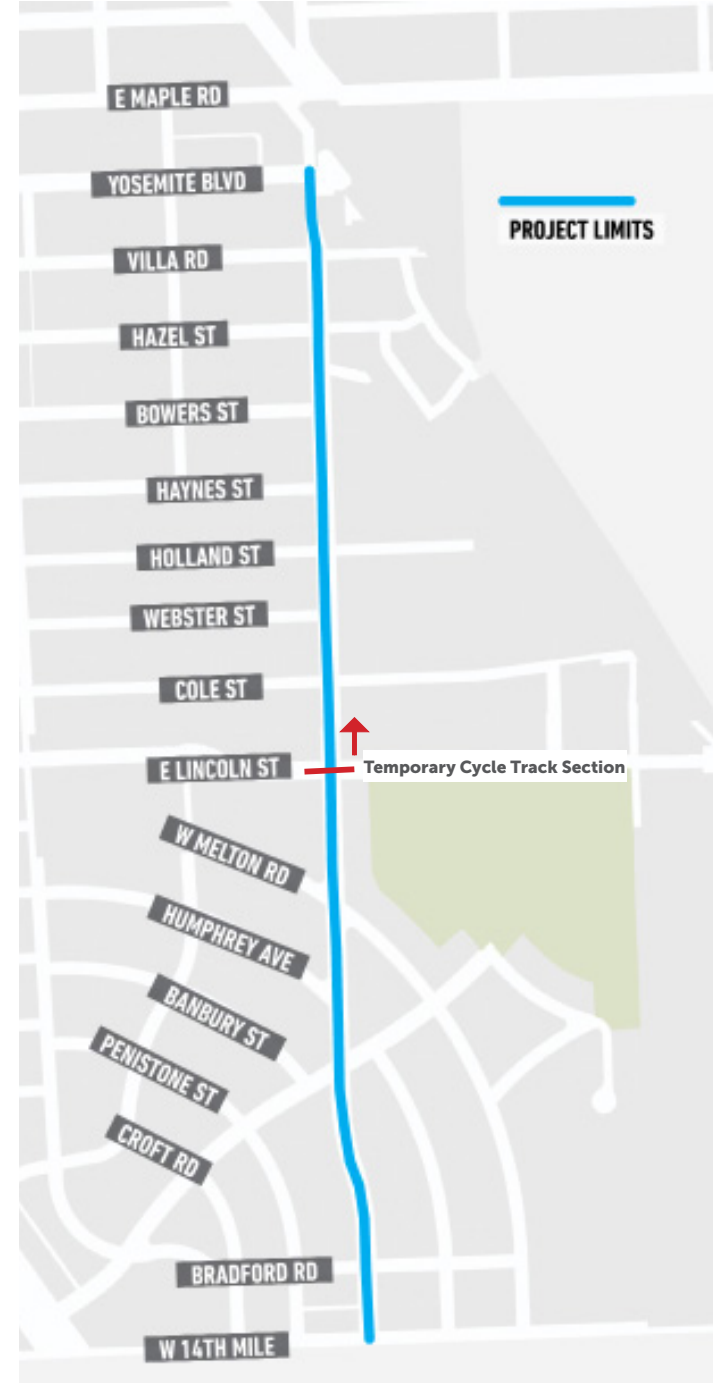 E MAPLE RD
YOSEMITE BLVD
PROJECT LIMITS
VILLA RD
HAZEL ST
BOWERS ST
HAYNES ST
HOLLAND ST
WEBSTER ST
COLE ST
E LINCOLN ST
Temporary Cycle Track Section
W MELTON RD
HUMPHREY AVE
BANBURY ST
PENISTONE ST
CROFT RD
BRADFORD RD
W 14TH MILE